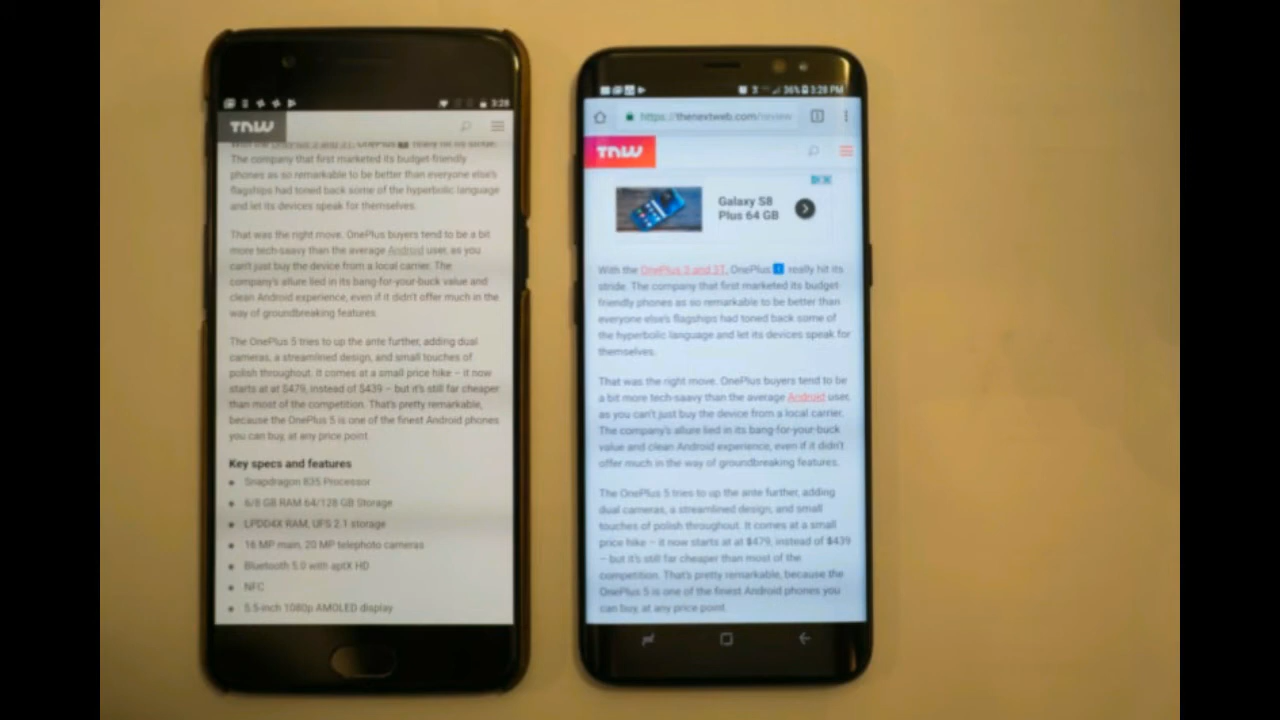 3:28
TNW
With the OnePlus 3 and 3T, OnePlus really hit its stride.
The company that first marketed its budget-friendly
phones as so remarkable to be better than everyone else's
flagships had toned back some of the hyperbolic language
and let its devices speak for themselves.
That was the right move. OnePlus buyers tend to be a bit
more tech-saavy than the average Android user, as you
can't just buy the device from a local carrier. The
company's allure lied in its bang-for-your-buck value and
clean Android experience, even if it didn't offer much in the
way of groundbreaking features.
The OnePlus 5 tries to up the ante further, adding dual
cameras, a streamlined design, and small touches of
polish throughout. It comes at a small price hike – it now
starts at at $479, instead of $439 – but it's still far cheaper
than most of the competition. That's pretty remarkable,
because the OnePlus 5 is one of the finest Android phones
you can buy, at any price point.
Key specs and features
Snapdragon 835 Processor
6/8 GB RAM 64/128 GB Storage
LPDD4X RAM, UFS 2.1 storage
16 MP main, 20 MP telephoto cameras
Bluetooth 5.0 with aptX HD
NFC
5.5-inch 1080p AMOLED display
36% 3:28 PM
https://thenextweb.com/review
1
TNW
Galaxy S8
Plus 64 GB
With the OnePlus 3 and 3T, OnePlus really hit its
stride. The company that first marketed its budget-
friendly phones as so remarkable to be better than
everyone else's flagships had toned back some of
the hyperbolic language and let its devices speak for
themselves.
That was the right move. OnePlus buyers tend to be
a bit more tech-saavy than the average Android user,
as you can't just buy the device from a local carrier.
The company's allure lied in its bang-for-your-buck
value and clean Android experience, even if it didn't
offer much in the way of groundbreaking features.
The OnePlus 5 tries to up the ante further, adding
dual cameras, a streamlined design, and small
touches of polish throughout. It comes at a small
price hike – it now starts at at $479, instead of $439
– but it's still far cheaper than most of the
competition. That's pretty remarkable, because the
OnePlus 5 is one of the finest Android phones you
can buy, at any price point.